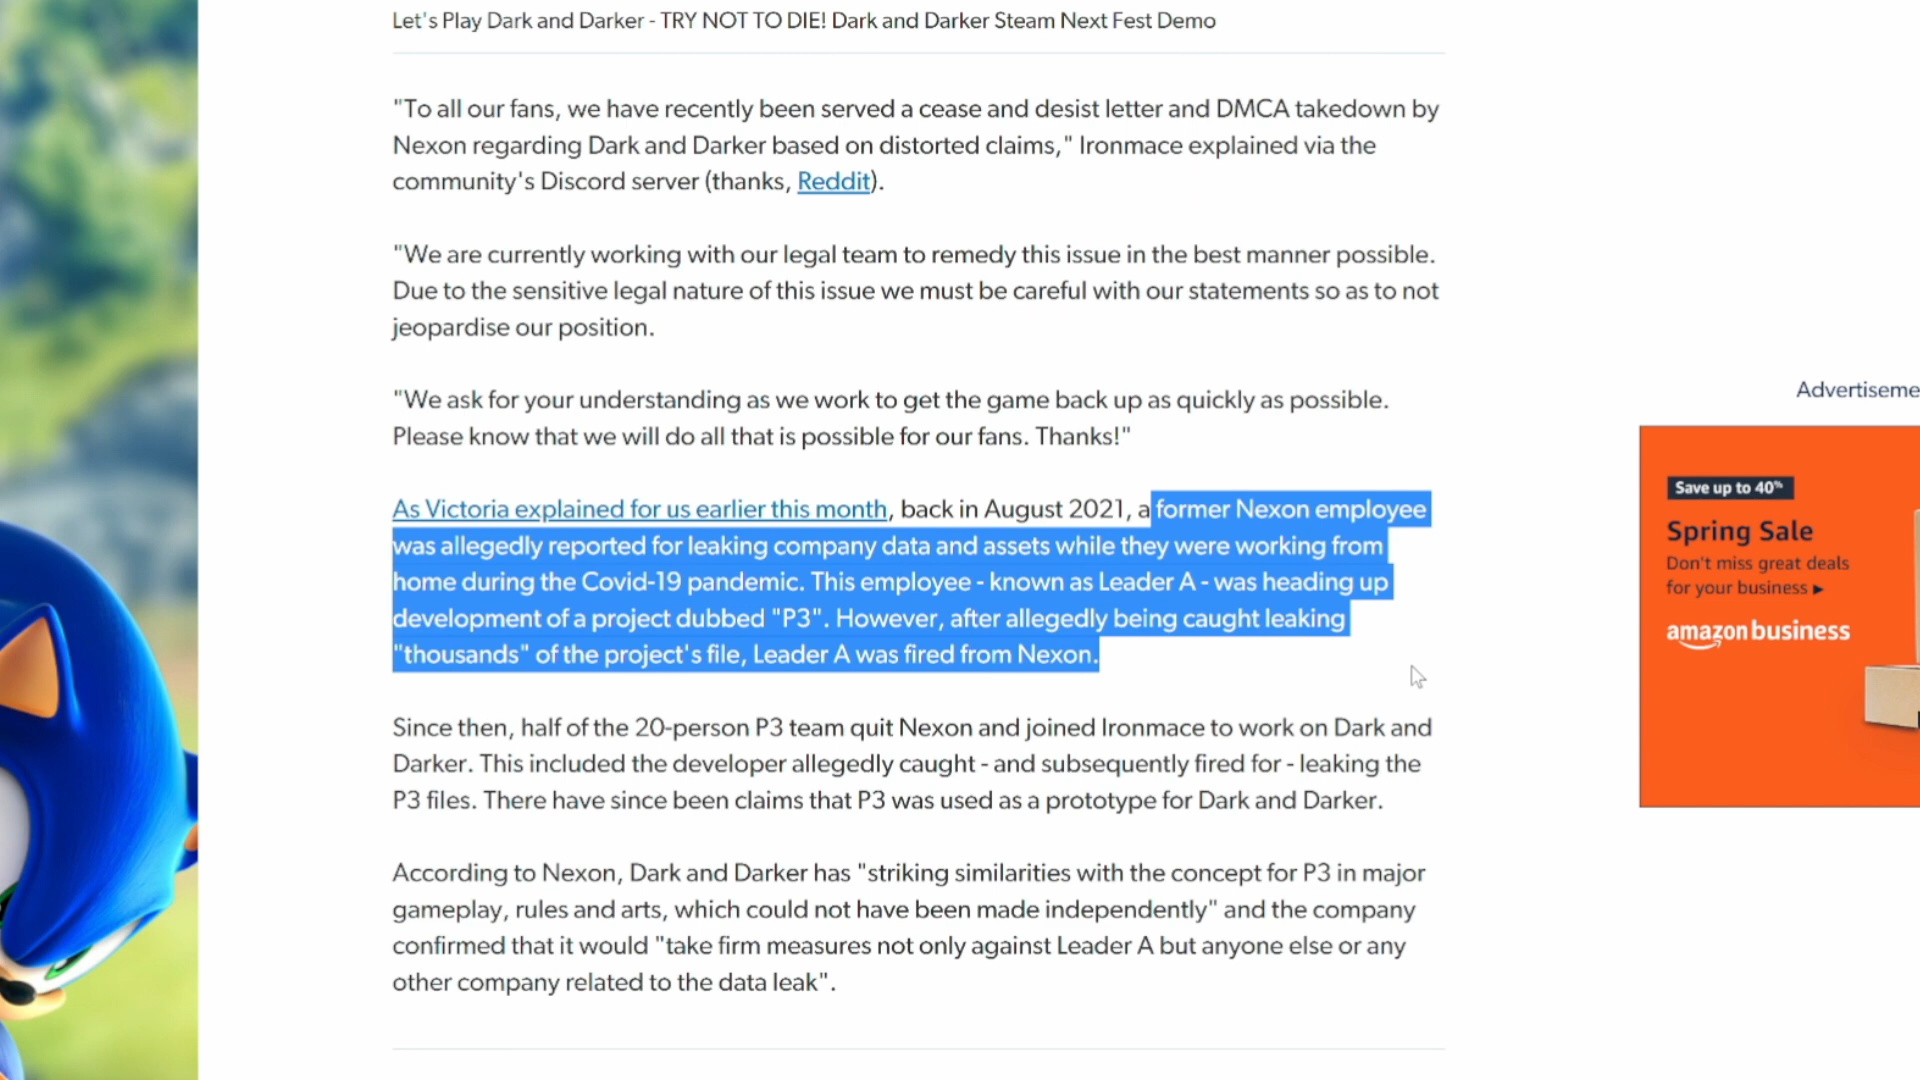 Let's Play Dark and Darker - TRY NOT TO DIE! Dark and Darker Steam Next Fest Demo
"To all our fans, we have recently been served a cease and desist letter and DMCA takedown by
Nexon regarding Dark and Darker based on distorted claims," Ironmace explained via the
community's Discord server (thanks, Reddit).
"We are currently working with our legal team to remedy this issue in the best manner possible.
Due to the sensitive legal nature of this issue we must be careful with our statements so as to not
jeopardise our position.
"We ask for your understanding as we work to get the game back up as quickly as possible.
Please know that we will do all that is possible for our fans. Thanks!"
As Victoria explained for us earlier this month, back in August 2021, a former Nexon employee
was allegedly reported for leaking company data and assets while they were working from
home during the Covid-19 pandemic. This employee - known as Leader A - was heading up
development of a project dubbed "P3". However, after allegedly being caught leaking
"thousands" of the project's file, Leader A was fired from Nexon.
Since then, half of the 20-person P3 team quit Nexon and joined Ironmace to work on Dark and
Darker. This included the developer allegedly caught - and subsequently fired for - leaking the
P3 files. There have since been claims that P3 was used as a prototype for Dark and Darker.
According to Nexon, Dark and Darker has "striking similarities with the concept for P3 in major
gameplay, rules and arts, which could not have been made independently" and the company
confirmed that it would "take firm measures not only against Leader A but anyone else or any
other company related to the data leak".
Advertiseme
Save up to 40%
Spring Sale
Don't miss great deals
for your business ▸
amazon business